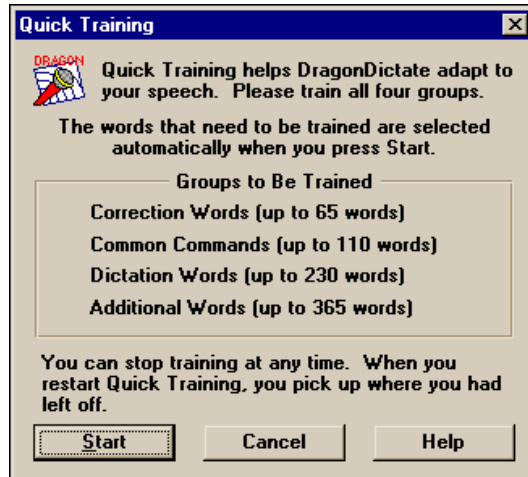 Quick Training
DRAGON
Quick Training helps DragonDictate adapt to
your speech. Please train all four groups.
The words that need to be trained are selected
automatically when you press Start.
Groups to Be Trained
Correction Words (up to 65 words)
Common Commands (up to 110 words)
Dictation Words (up to 230 words)
Additional Words (up to 365 words)
You can stop training at any time. When you
restart Quick Training, you pick up where you had
left off.
Start Cancel Help